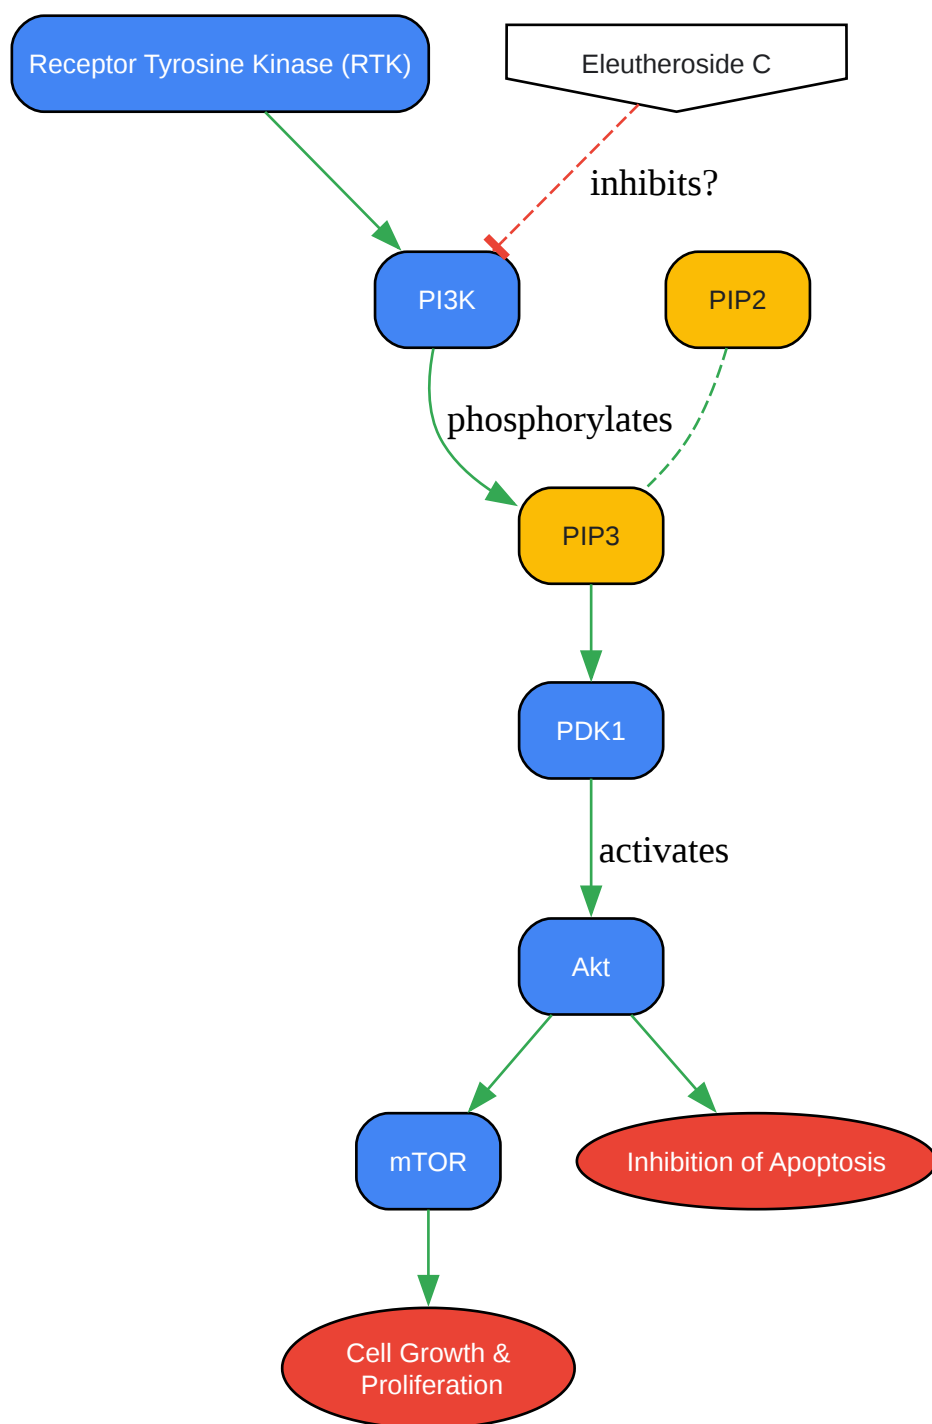 Receptor Tyrosine Kinase (RTK)
Eleutheroside C
inhibits?
PI3K
PIP2
phosphorylates
PIP3
PDK1
activates
Akt
mTOR
Inhibition of Apoptosis
Cell Growth &
Proliferation